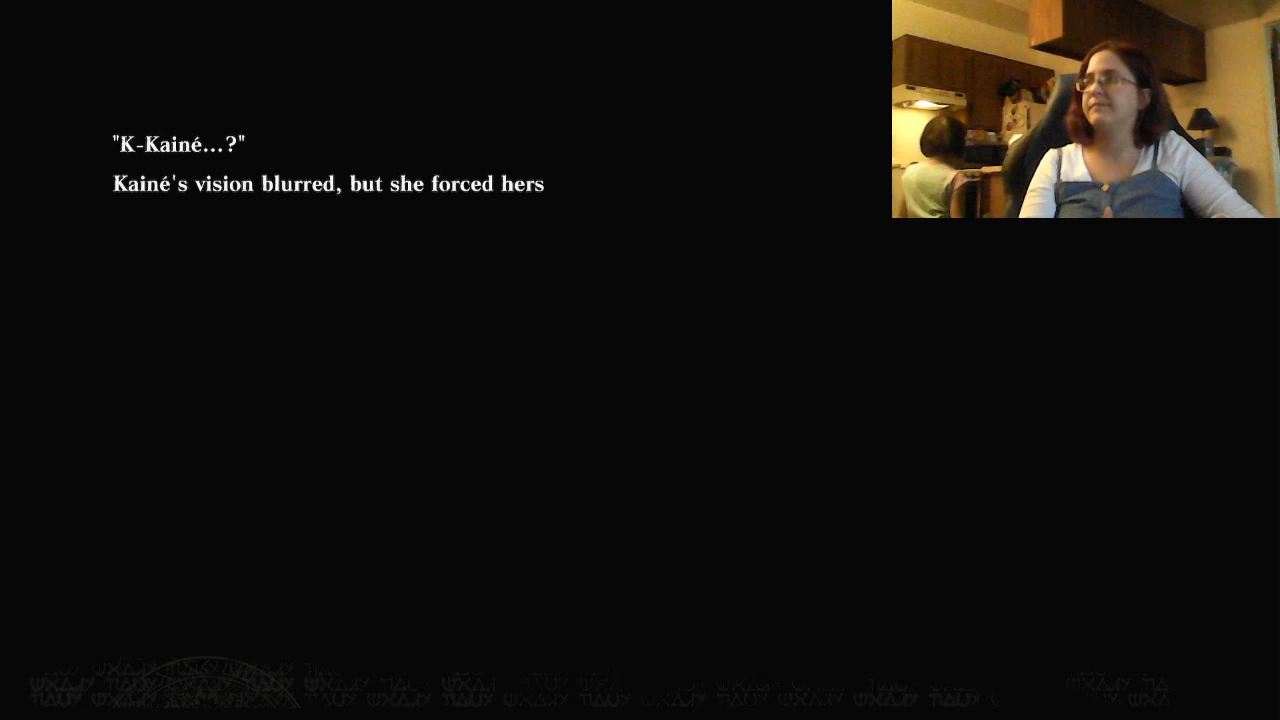 "K-Kainé...?"
Kainé's vision blurred, but she forced hers